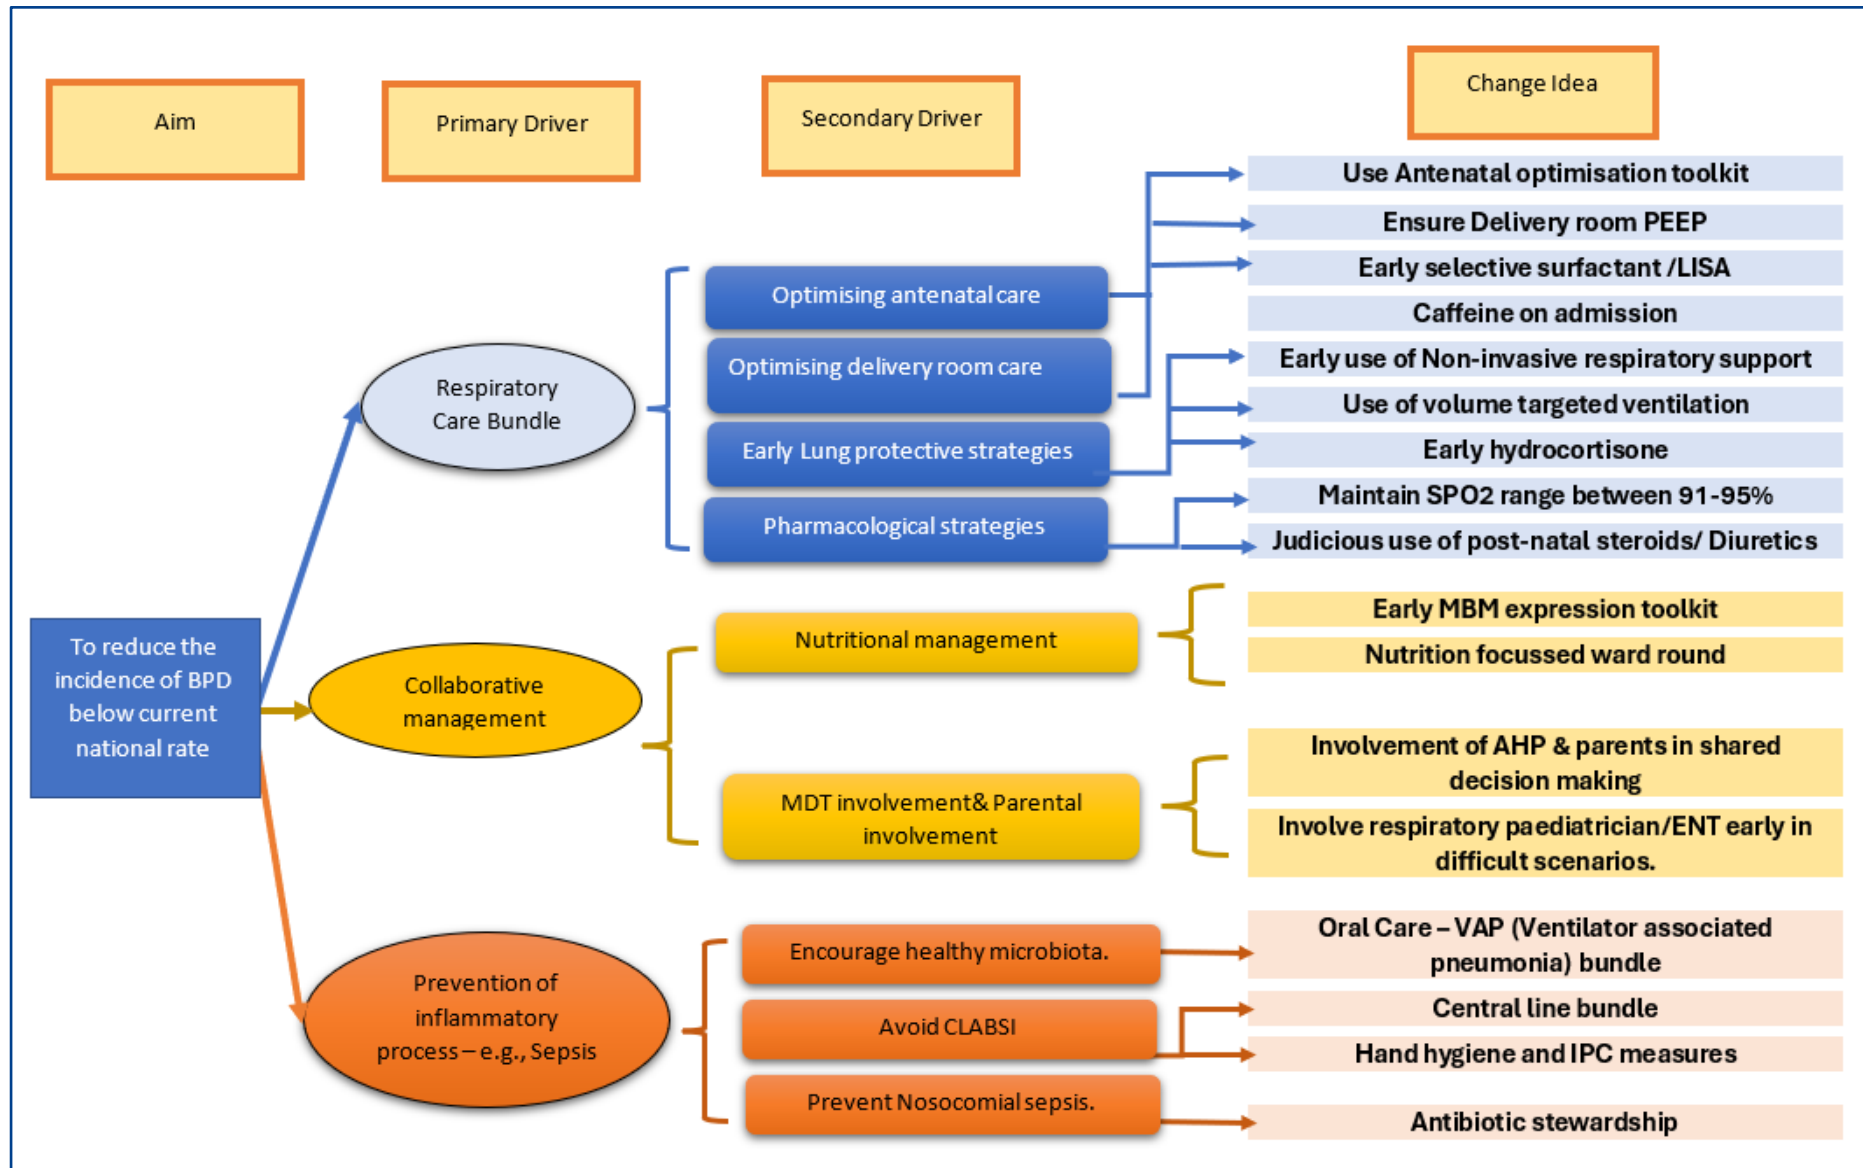 Aim
Primary Driver
Secondary Driver
Change Idea
To reduce the
incidence of BPD
below current
national rate
Respiratory
Care Bundle
Optimising antenatal care
Optimising delivery room care
Early Lung protective strategies
Pharmacological strategies
Use Antenatal optimisation toolkit
Ensure Delivery room PEEP
Early selective surfactant /LISA
Caffeine on admission
Early use of Non-invasive respiratory support
Use of volume targeted ventilation
Early hydrocortisone
Maintain SPO2 range between 91-95%
Judicious use of post-natal steroids/ Diuretics
Collaborative
management
Nutritional management
Early MBM expression toolkit
Nutrition focussed ward round
MDT involvement& Parental
involvement
Involvement of AHP & parents in shared
decision making
Involve respiratory paediatrician/ENT early in
difficult scenarios.
Prevention of
inflammatory
process – e.g., Sepsis
Encourage healthy microbiota.
Avoid CLABSI
Prevent Nosocomial sepsis.
Oral Care – VAP (Ventilator associated
pneumonia) bundle
Central line bundle
Hand hygiene and IPC measures
Antibiotic stewardship